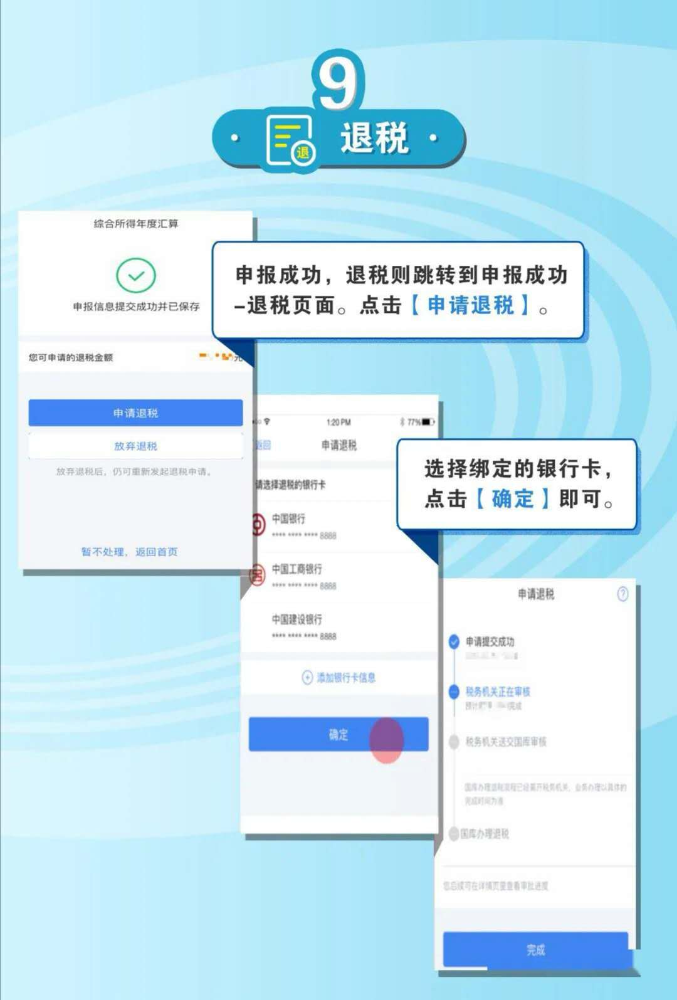 9
退
退税
综合所得年度汇算
申报信息提交成功并已保存
申报成功，退税则跳转到申报成功
-退税页面。点击【申请退税】。
您可申请的退税金额
元
申请退税
放弃退税
放弃退税后，仍可重新发起退税申请。
暂不处理，返回首页
1:20 PM
77%
返回
申请退税
请选择退税的银行卡
中国银行
**** **** **** 8888
中国工商银行
**** **** **** 8888
中国建设银行
**** **** **** 8888
添加银行卡信息
确定
选择绑定的银行卡，
点击【确定】即可。
申请退税
?
申请提交成功
税务机关正在审核
预计
完成
税务机关送交国库审核
国库办理退税流程已经离开税务机关，业务办理以具体的
完成时间为准
国库办理退税
您后续可在详情页里查看审批进度
完成